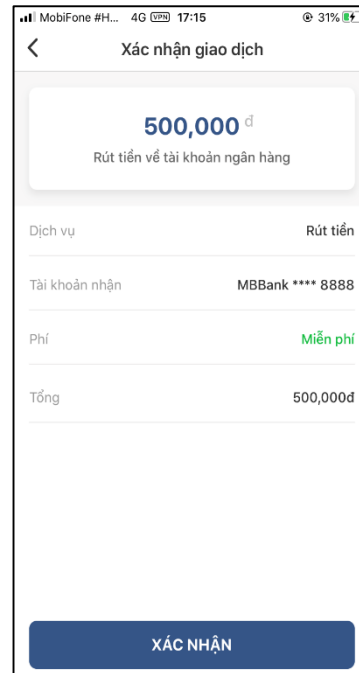 MobiFone #H... 4G VPN 17:15 31%
Xác nhận giao dịch
500,000 đ
Rút tiền về tài khoản ngân hàng
Dịch vụ Rút tiền
Tài khoản nhận MBBank **** 8888
Phí Miễn phí
Tổng 500,000đ
XÁC NHẬN